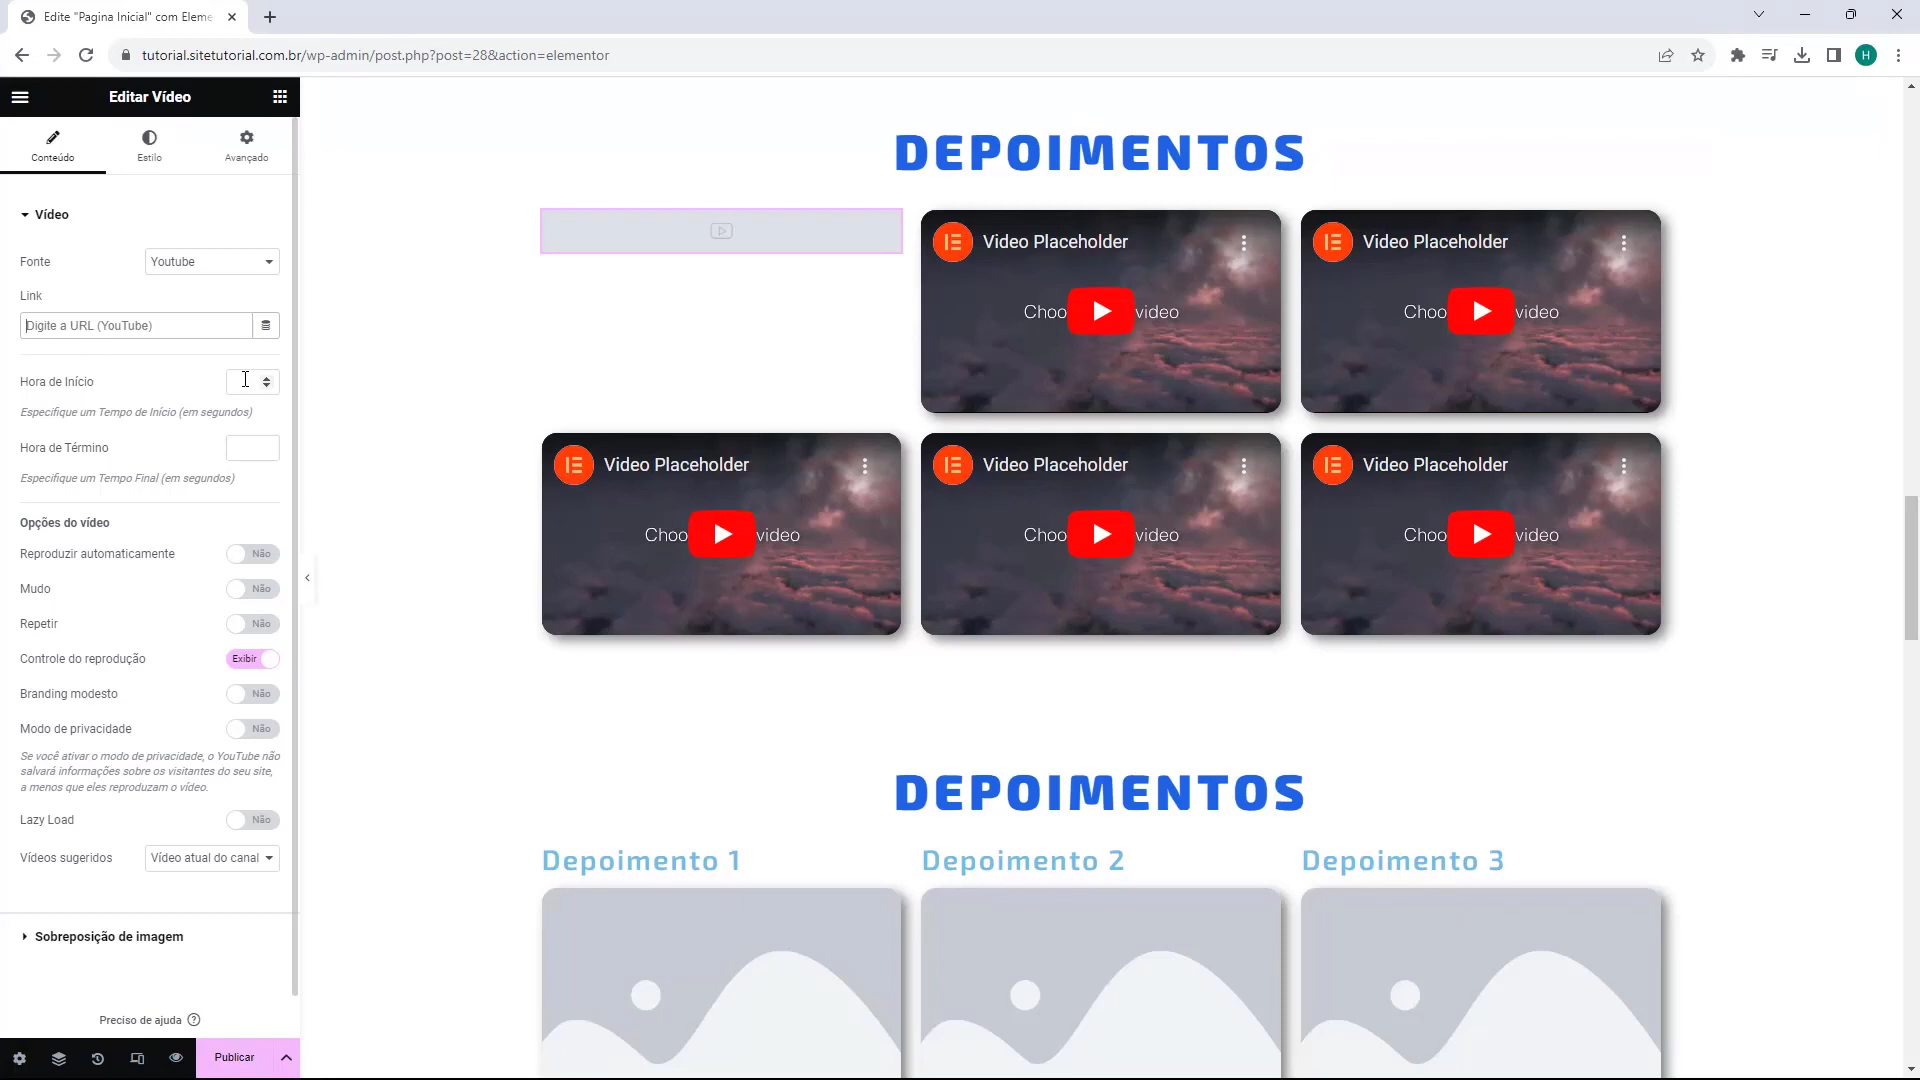 Edite "Pagina Inicial" com Eleme
tutorial.sitetutorial.com.br/wp-admin/post.php?post=28&action=elementor
H
Editar Vídeo
Conteúdo
Estilo
Avançado
Vídeo
Fonte
Youtube
Link
Digite a URL (YouTube)
Hora de Início
Especifique um Tempo de Início (em segundos)
Hora de Término
Especifique um Tempo Final (em segundos)
Opções do vídeo
Reproduzir automaticamente
Não
Mudo
Não
Repetir
Não
Controle do reprodução
Exibir
Branding modesto
Não
Modo de privacidade
Não
Se você ativar o modo de privacidade, o YouTube não
salvará informações sobre os visitantes do seu site,
a menos que eles reproduzam o vídeo.
Lazy Load
Não
Vídeos sugeridos
Vídeo atual do canal
Sobreposição de imagem
Preciso de ajuda
Publicar
DEPOIMENTOS
Video Placeholder
Choo video
Video Placeholder
Choo video
Video Placeholder
Choo video
Video Placeholder
Choo video
Video Placeholder
Choo video
DEPOIMENTOS
Depoimento 1
Depoimento 2
Depoimento 3